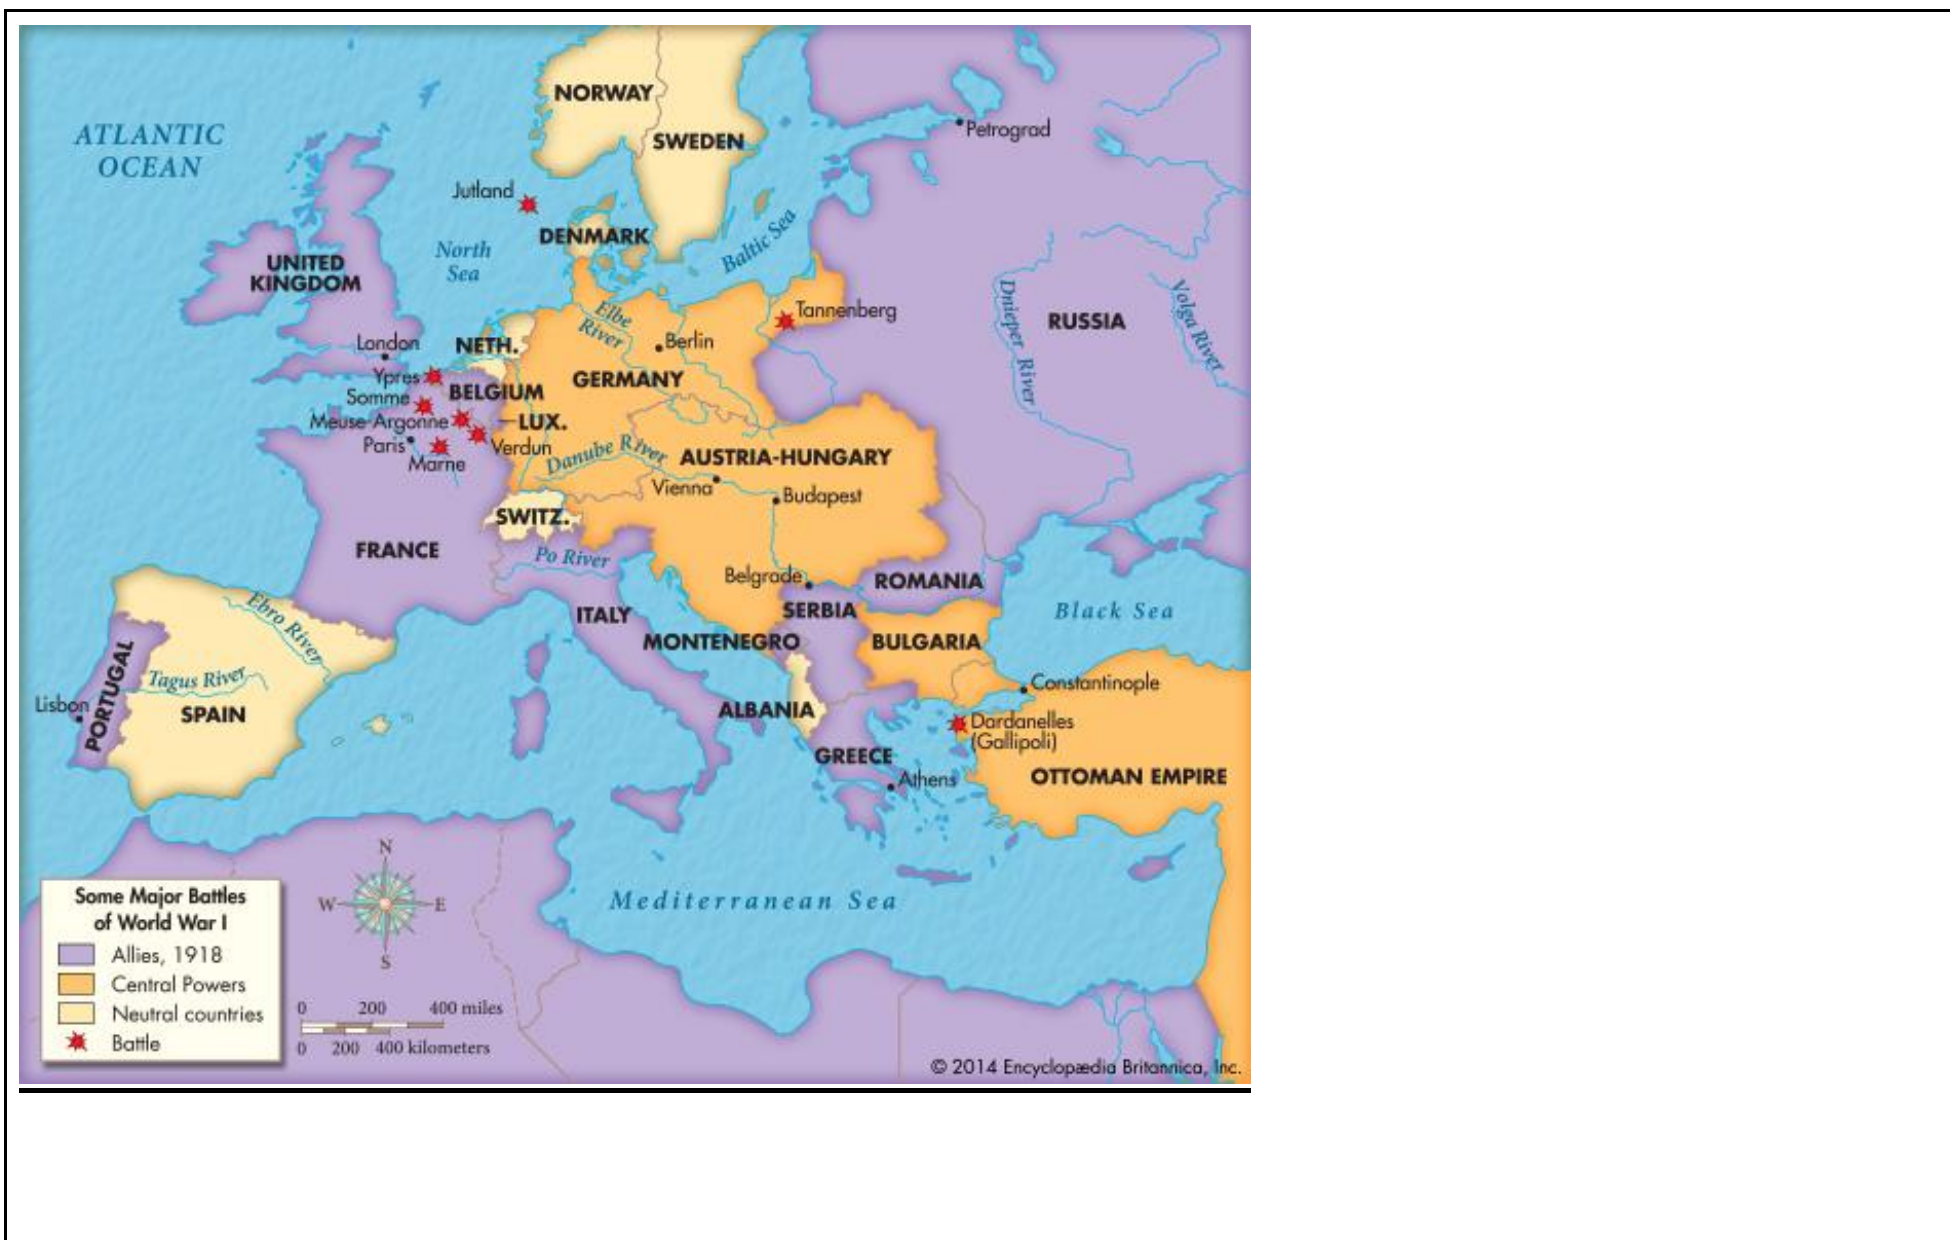 NORWAY
SWEDEN
ATLANTIC
OCEAN
Petrograd
Jutland
DENMARK
North
Sea
Baltic Sea
UNITED
KINGDOM
Elbe
River
Tannenberg
Dnieper River
Volga River
RUSSIA
London
NETH.
Berlin
Ypres
BELGIUM
GERMANY
Somme
Meuse-Argonne
LUX.
Paris
Verdun
Marne
Danube River
AUSTRIA-HUNGARY
Vienna
Budapest
SWITZ.
FRANCE
Po River
Belgrade
ROMANIA
Ebro River
ITALY
SERBIA
Black Sea
MONTENEGRO
BULGARIA
PORTUGAL
Tagus River
Lisbon
SPAIN
Constantinople
ALBANIA
Dardanelles
(Gallipoli)
GREECE
Athens
OTTOMAN EMPIRE
N
W
E
S
Mediterranean Sea
Some Major Battles
of World War I
Allies, 1918
Central Powers
Neutral countries
Battle
0 200 400 miles
0 200 400 kilometers
© 2014 Encyclopædia Britannica, Inc.